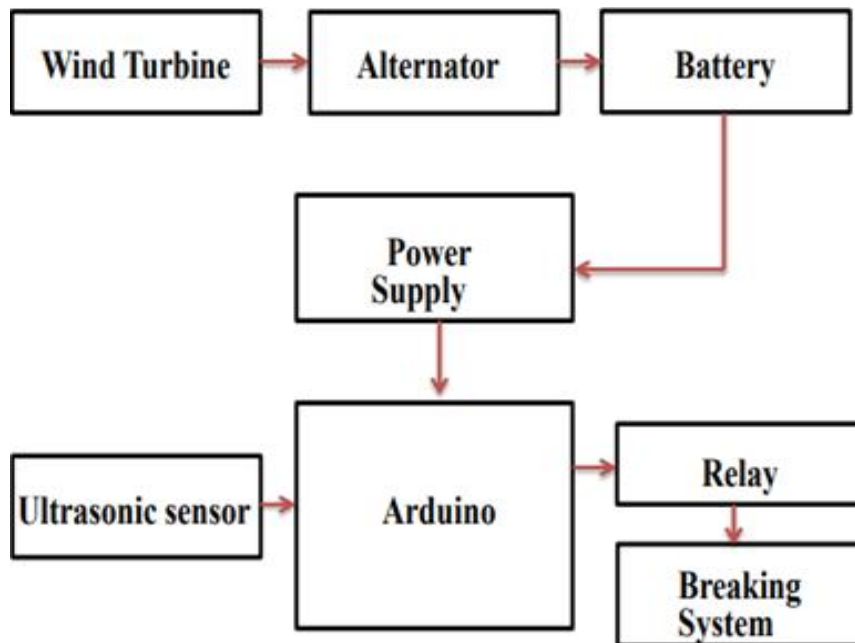 Wind Turbine
Alternator
Battery
Power
Supply
Ultrasonic sensor
Arduino
Relay
Breaking
System